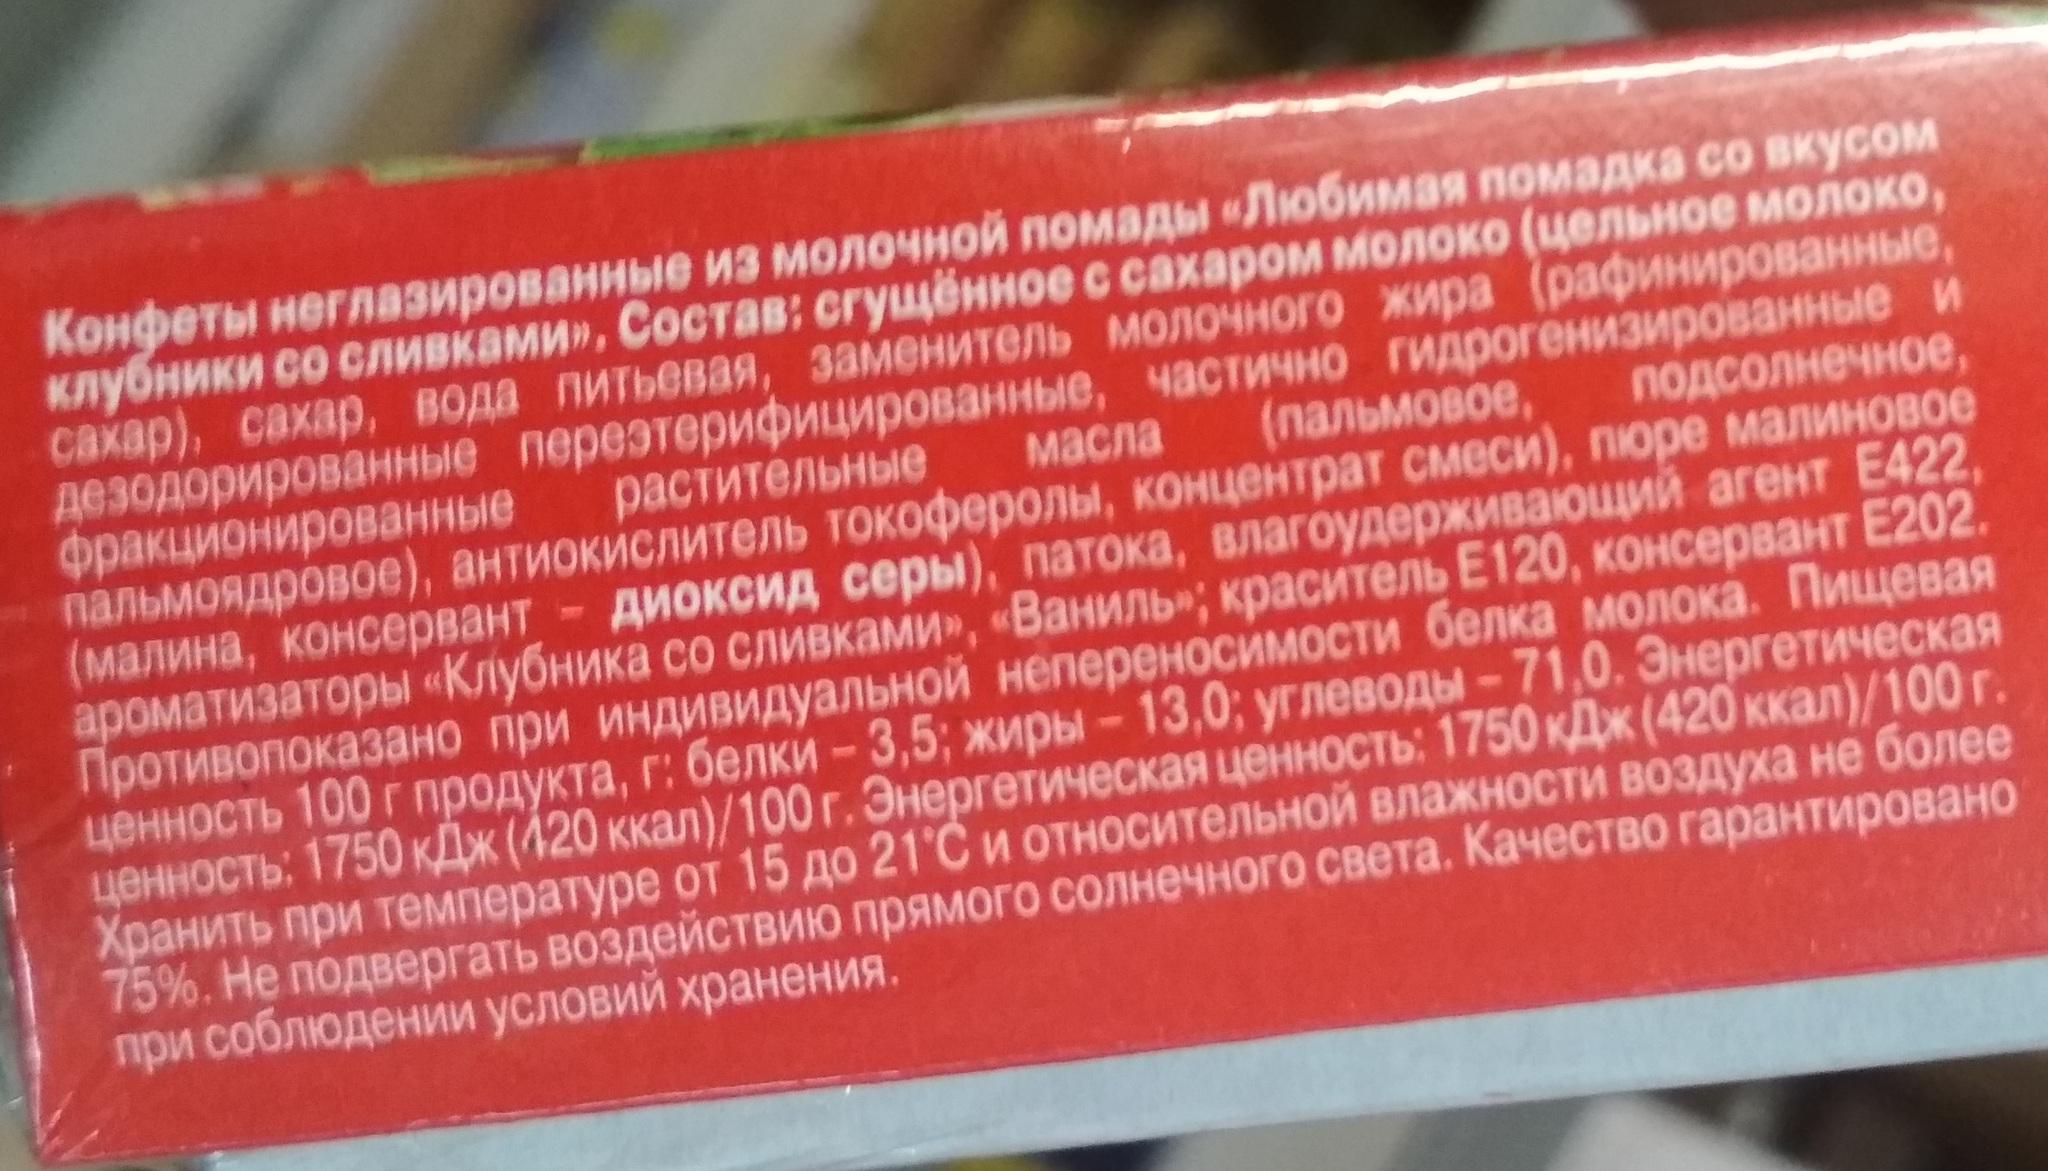 Конфеты неглазированные из молочной помады «Любимая помадка со вкусом
клубники со сливками». Состав: сгущённое с сахаром молоко (цельное молоко,
сахар), сахар, вода питьевая, заменитель молочного жира (рафинированные,
дезодорированные переэтерифицированные, частично гидрогенизированные и
фракционированные растительные масла (пальмовое, подсолнечное,
пальмоядровое), антиокислитель токоферолы, концентрат смеси), пюре малиновое
(малина, консервант – диоксид серы), патока, влагоудерживающий агент Е422,
ароматизаторы «Клубника со сливками», «Ваниль»; краситель Е120, консервант Е202.
Противопоказано при индивидуальной непереносимости белка молока. Пищевая
ценность 100 г продукта, г: белки – 3,5; жиры – 13,0; углеводы – 71,0. Энергетическая
ценность: 1750 кДж (420 ккал)/100 г. Энергетическая ценность: 1750 кДж (420 ккал)/100 г.
Хранить при температуре от 15 до 21°С и относительной влажности воздуха не более
75%. Не подвергать воздействию прямого солнечного света. Качество гарантировано
при соблюдении условий хранения.